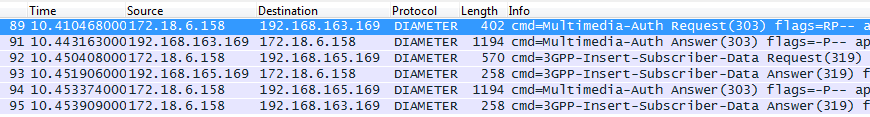 Time Source Destination Protocol Length Info
89 10.410468000 172.18.6.158 192.168.163.169 DIAMETER 402 cmd=Multimedia-Auth Request(303) flags=RP-- ap
91 10.443163000 192.168.163.169 172.18.6.158 DIAMETER 1194 cmd=Multimedia-Auth Answer(303) flags=-P-- app
92 10.450408000 172.18.6.158 192.168.165.169 DIAMETER 570 cmd=3GPP-Insert-Subscriber-Data Request(319) f
93 10.451906000 192.168.165.169 172.18.6.158 DIAMETER 258 cmd=3GPP-Insert-Subscriber-Data Answer(319) fl
94 10.453374000 172.18.6.158 192.168.165.169 DIAMETER 1194 cmd=Multimedia-Auth Answer(303) flags=-P-- app
95 10.453909000 172.18.6.158 192.168.163.169 DIAMETER 258 cmd=3GPP-Insert-Subscriber-Data Answer(319) fl